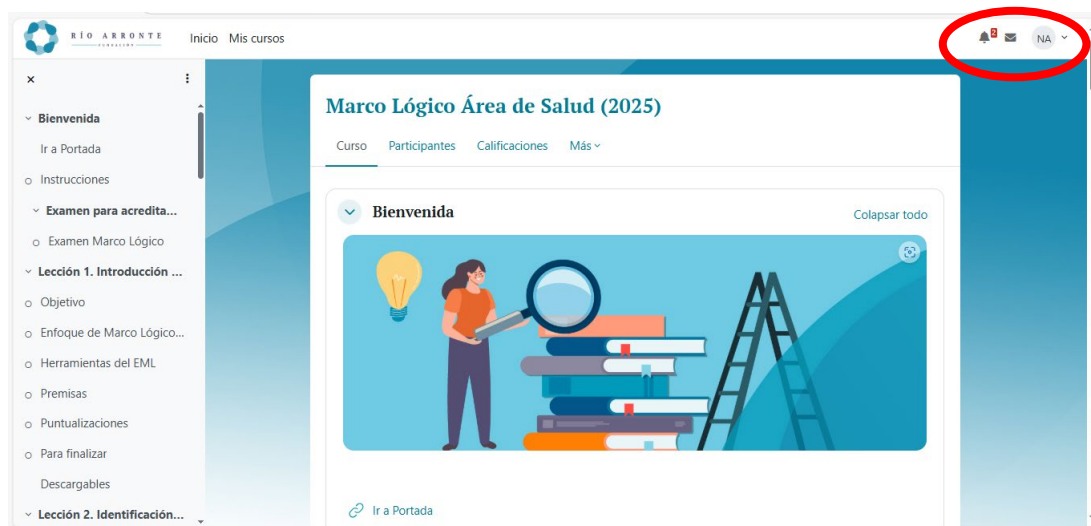 RÍO ARRONTE
FUNDACIÓN
Inicio Mis cursos
2
NA
Bienvenida
Ir a Portada
Instrucciones
Examen para acredita...
Examen Marco Lógico
Lección 1. Introducción ...
Objetivo
Enfoque de Marco Lógico...
Herramientas del EML
Premisas
Puntualizaciones
Para finalizar
Descargables
Lección 2. Identificación...
Marco Lógico Área de Salud (2025)
Curso Participantes Calificaciones Más
Bienvenida
Colapsar todo
Ir a Portada